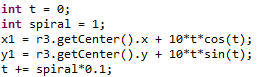 int t = 0;
int spiral = 1;
x1 = r3.getCenter().x + 10*t*cos(t);
y1 = r3.getCenter().y + 10*t*sin(t);
t += spiral*0.1;